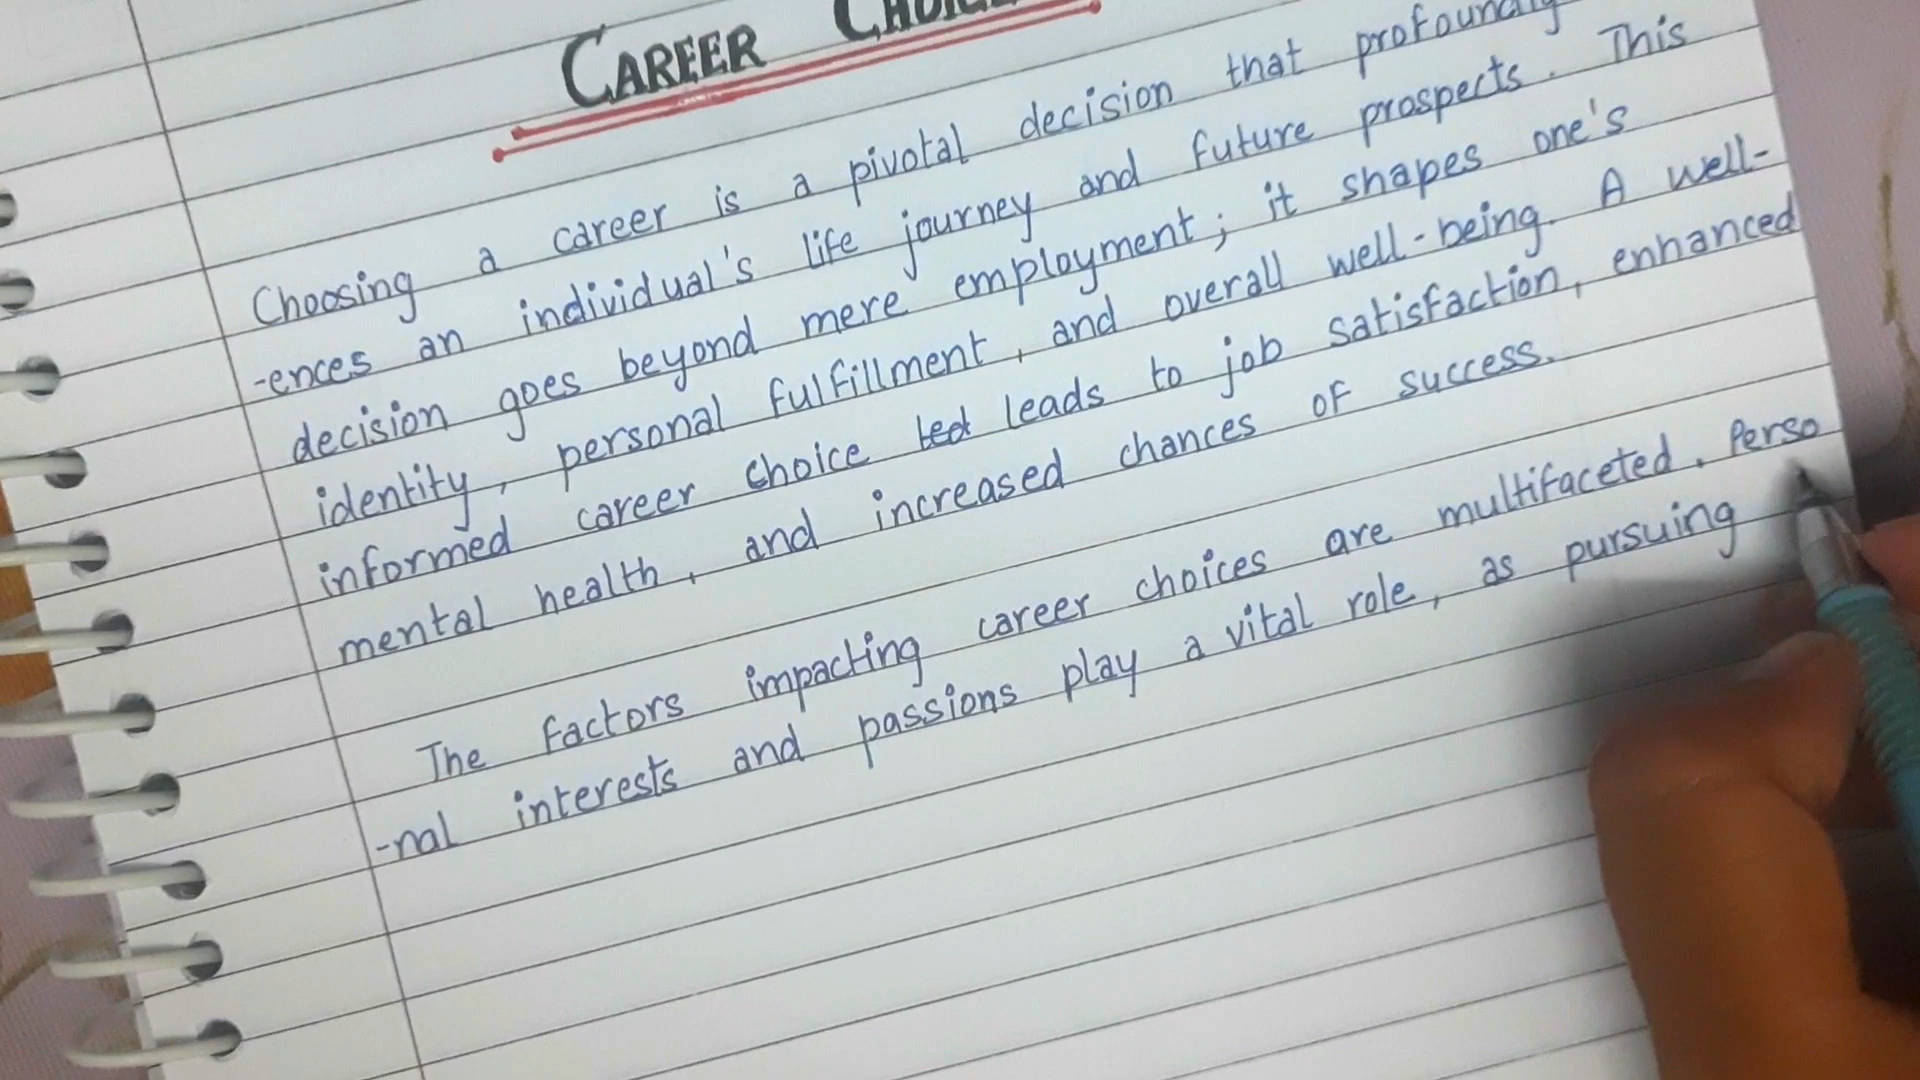 CAREER CHOICE
Choosing a career is a pivotal decision that profoundly
-ences an individual's life journey and future prospects. This
decision goes beyond mere employment; it shapes one's
identity, personal fulfillment, and overall well-being. A well-
informed career choice led leads to job satisfaction, enhanced
mental health, and increased chances of success.
The factors impacting career choices are multifaceted. Perso
-nal interests and passions play a vital role, as pursuing